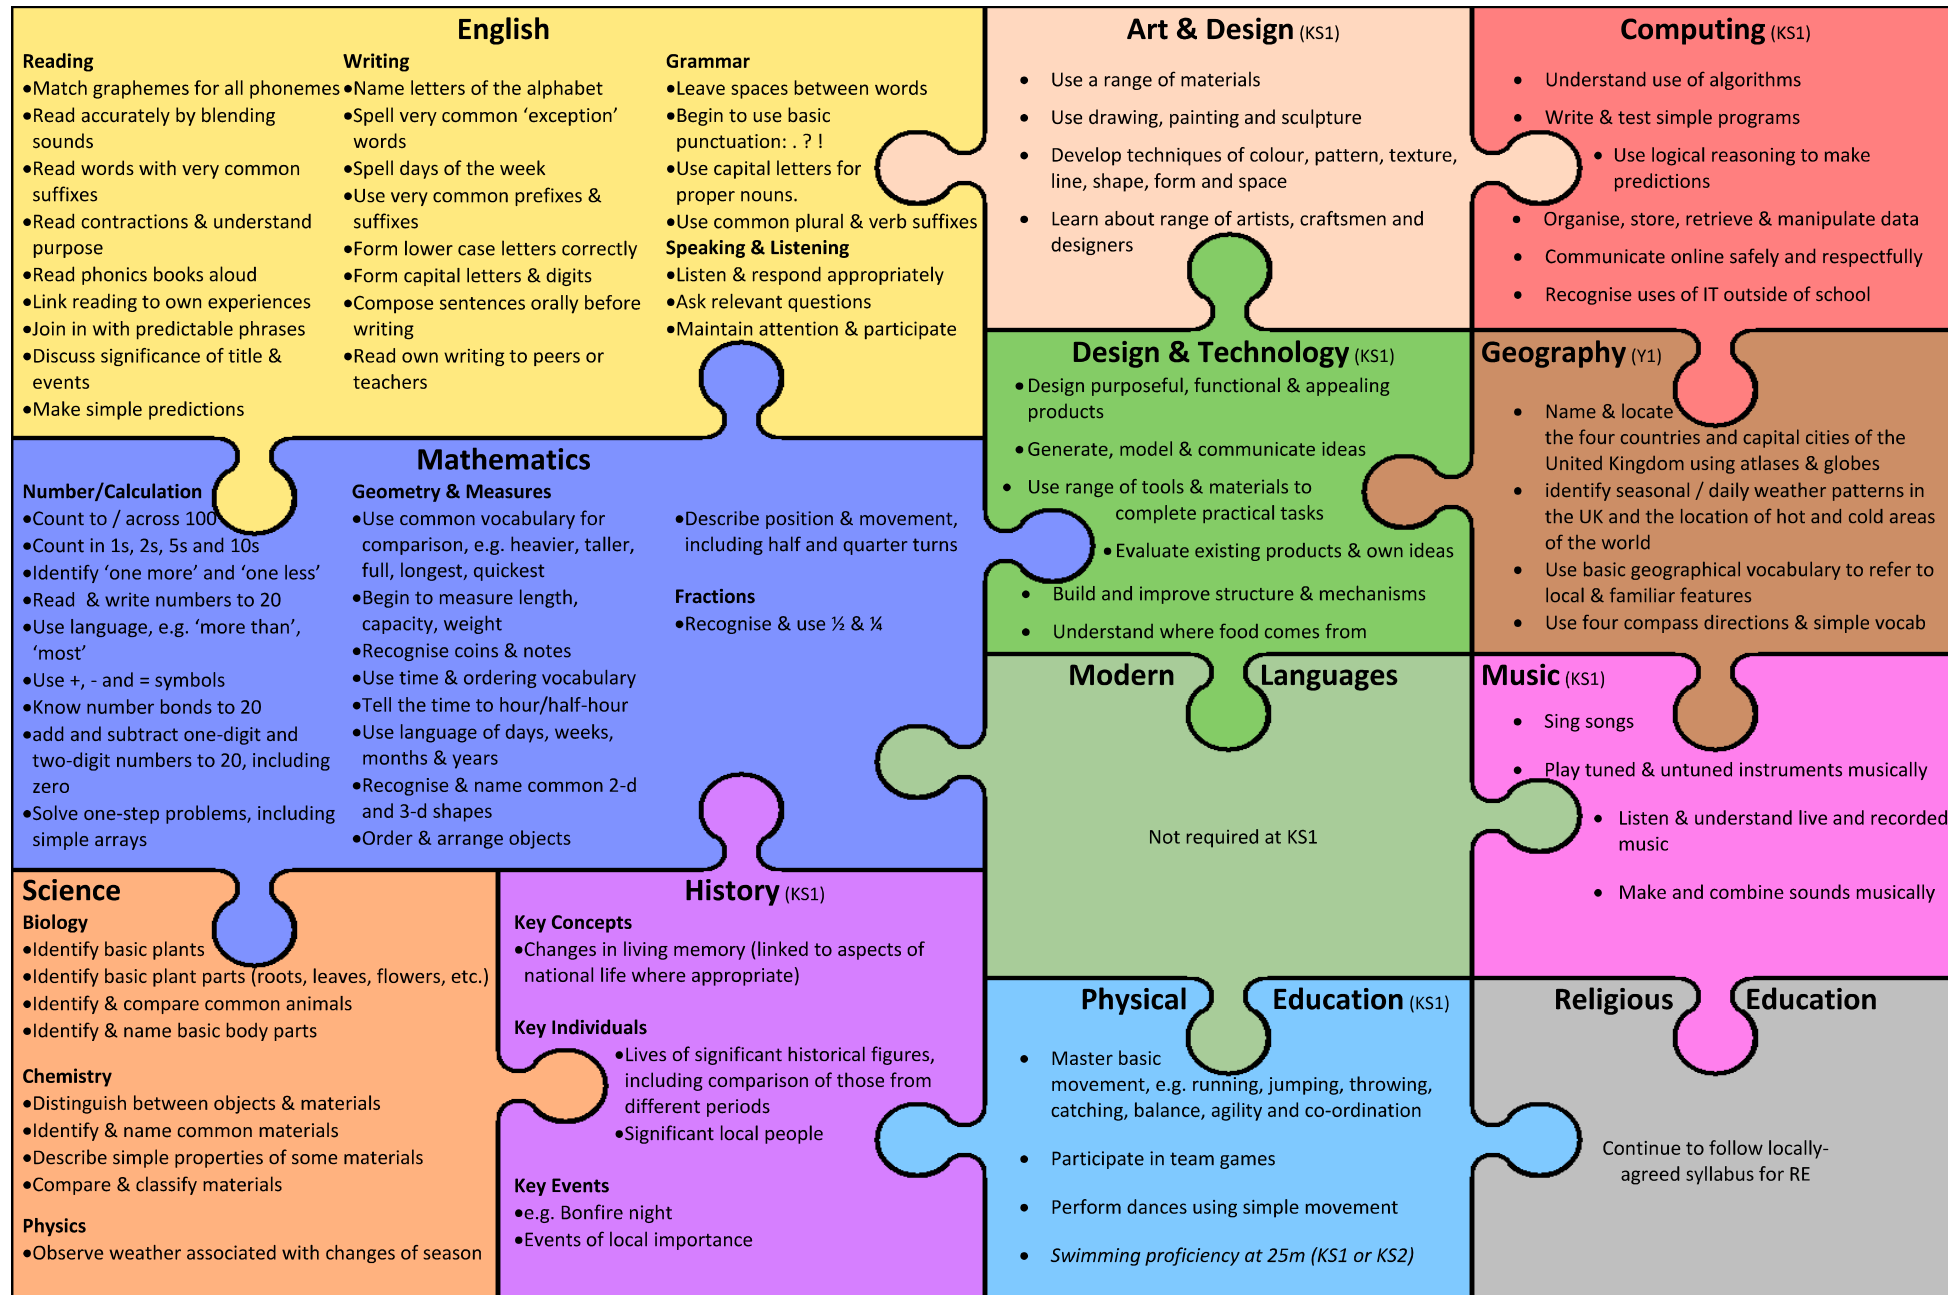 English
Reading
•Match graphemes for all phonemes
•Read accurately by blending
sounds
•Read words with very common
suffixes
•Read contractions & understand
purpose
•Read phonics books aloud
•Link reading to own experiences
•Join in with predictable phrases
•Discuss significance of title &
events
•Make simple predictions
Writing
•Name letters of the alphabet
•Spell very common ‘exception’
words
•Spell days of the week
•Use very common prefixes &
suffixes
•Form lower case letters correctly
•Form capital letters & digits
•Compose sentences orally before
writing
•Read own writing to peers or
teachers
Grammar
•Leave spaces between words
•Begin to use basic
punctuation: . ? !
•Use capital letters for
proper nouns.
•Use common plural & verb suffixes
Speaking & Listening
•Listen & respond appropriately
•Ask relevant questions
•Maintain attention & participate
Art & Design (KS1)
• Use a range of materials
• Use drawing, painting and sculpture
• Develop techniques of colour, pattern, texture,
line, shape, form and space
• Learn about range of artists, craftsmen and
designers
Computing (KS1)
• Understand use of algorithms
• Write & test simple programs
• Use logical reasoning to make
predictions
• Organise, store, retrieve & manipulate data
• Communicate online safely and respectfully
• Recognise uses of IT outside of school
Mathematics
Number/Calculation
•Count to / across 100
•Count in 1s, 2s, 5s and 10s
•Identify ‘one more’ and ‘one less’
•Read & write numbers to 20
•Use language, e.g. ‘more than’,
‘most’
•Use +, - and = symbols
•Know number bonds to 20
•add and subtract one-digit and
two-digit numbers to 20, including
zero
•Solve one-step problems, including
simple arrays
Geometry & Measures
•Use common vocabulary for
comparison, e.g. heavier, taller,
full, longest, quickest
•Begin to measure length,
capacity, weight
•Recognise coins & notes
•Use time & ordering vocabulary
•Tell the time to hour/half-hour
•Use language of days, weeks,
months & years
•Recognise & name common 2-d
and 3-d shapes
•Order & arrange objects
•Describe position & movement,
including half and quarter turns
Fractions
•Recognise & use ½ & ¼
Design & Technology (KS1)
• Design purposeful, functional & appealing
products
• Generate, model & communicate ideas
• Use range of tools & materials to
complete practical tasks
• Evaluate existing products & own ideas
• Build and improve structure & mechanisms
• Understand where food comes from
Geography (Y1)
• Name & locate
the four countries and capital cities of the
United Kingdom using atlases & globes
• identify seasonal / daily weather patterns in
the UK and the location of hot and cold areas
of the world
• Use basic geographical vocabulary to refer to
local & familiar features
• Use four compass directions & simple vocab
Modern Languages
Not required at KS1
Music (KS1)
• Sing songs
• Play tuned & untuned instruments musically
• Listen & understand live and recorded
music
• Make and combine sounds musically
Science
Biology
•Identify basic plants
•Identify basic plant parts (roots, leaves, flowers, etc.)
•Identify & compare common animals
•Identify & name basic body parts
Chemistry
•Distinguish between objects & materials
•Identify & name common materials
•Describe simple properties of some materials
•Compare & classify materials
Physics
•Observe weather associated with changes of season
History (KS1)
Key Concepts
•Changes in living memory (linked to aspects of
national life where appropriate)
Key Individuals
•Lives of significant historical figures,
including comparison of those from
different periods
•Significant local people
Key Events
•e.g. Bonfire night
•Events of local importance
Physical Education (KS1)
• Master basic
movement, e.g. running, jumping, throwing,
catching, balance, agility and co-ordination
• Participate in team games
• Perform dances using simple movement
• Swimming proficiency at 25m (KS1 or KS2)
Religious Education
Continue to follow locally-
agreed syllabus for RE